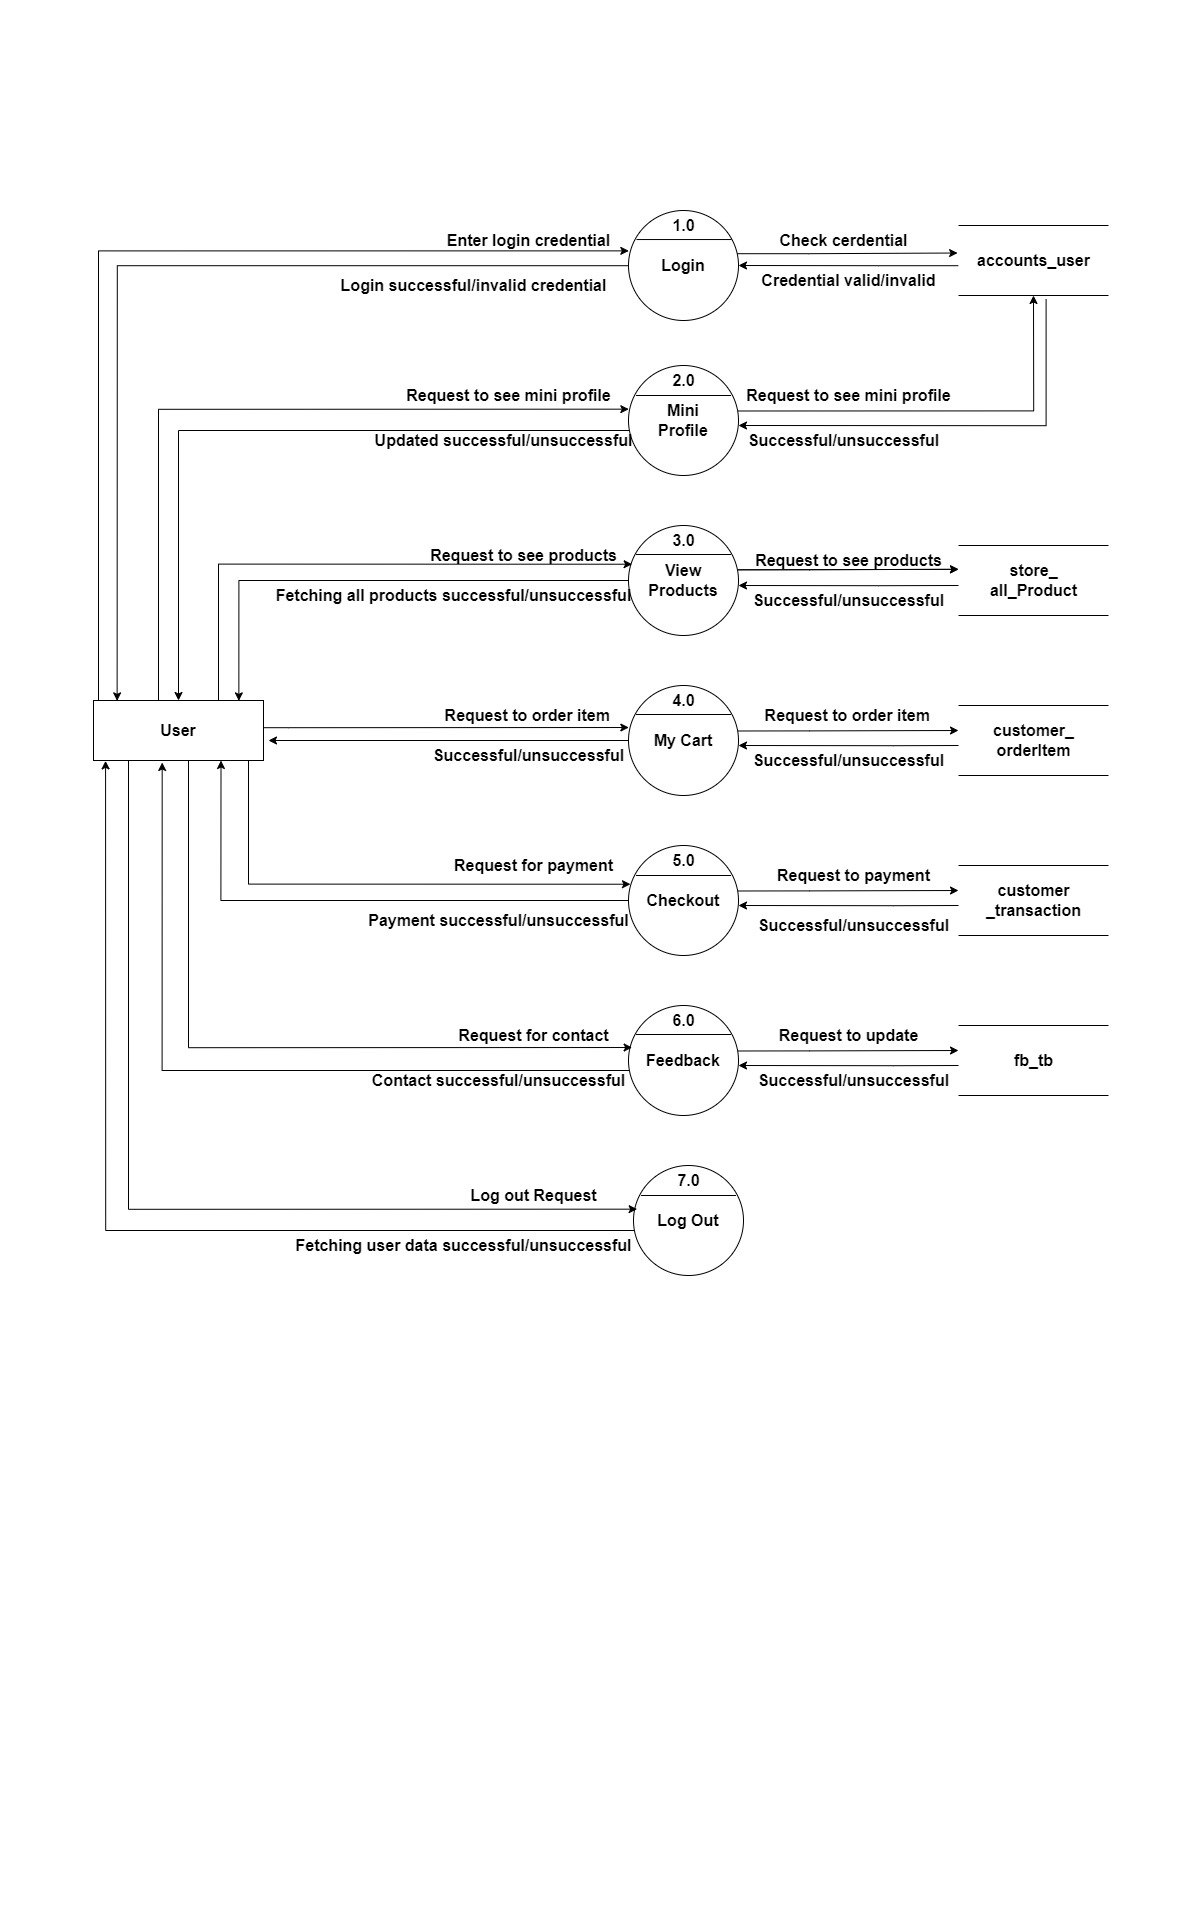 1.0
Enter login credential
Check cerdential
Login
accounts_user
Login successful/invalid credential
Credential valid/invalid
2.0
Request to see mini profile
Request to see mini profile
Mini
Profile
Updated successful/unsuccessful
Successful/unsuccessful
3.0
Request to see products
Request to see products
View
Products
store_
all_Product
Fetching all products successful/unsuccessful
Successful/unsuccessful
4.0
User
Request to order item
Request to order item
My Cart
customer_
orderItem
Successful/unsuccessful
Successful/unsuccessful
5.0
Request for payment
Request to payment
Checkout
customer
_transaction
Payment successful/unsuccessful
Successful/unsuccessful
6.0
Request for contact
Request to update
Feedback
fb_tb
Contact successful/unsuccessful
Successful/unsuccessful
7.0
Log out Request
Log Out
Fetching user data successful/unsuccessful